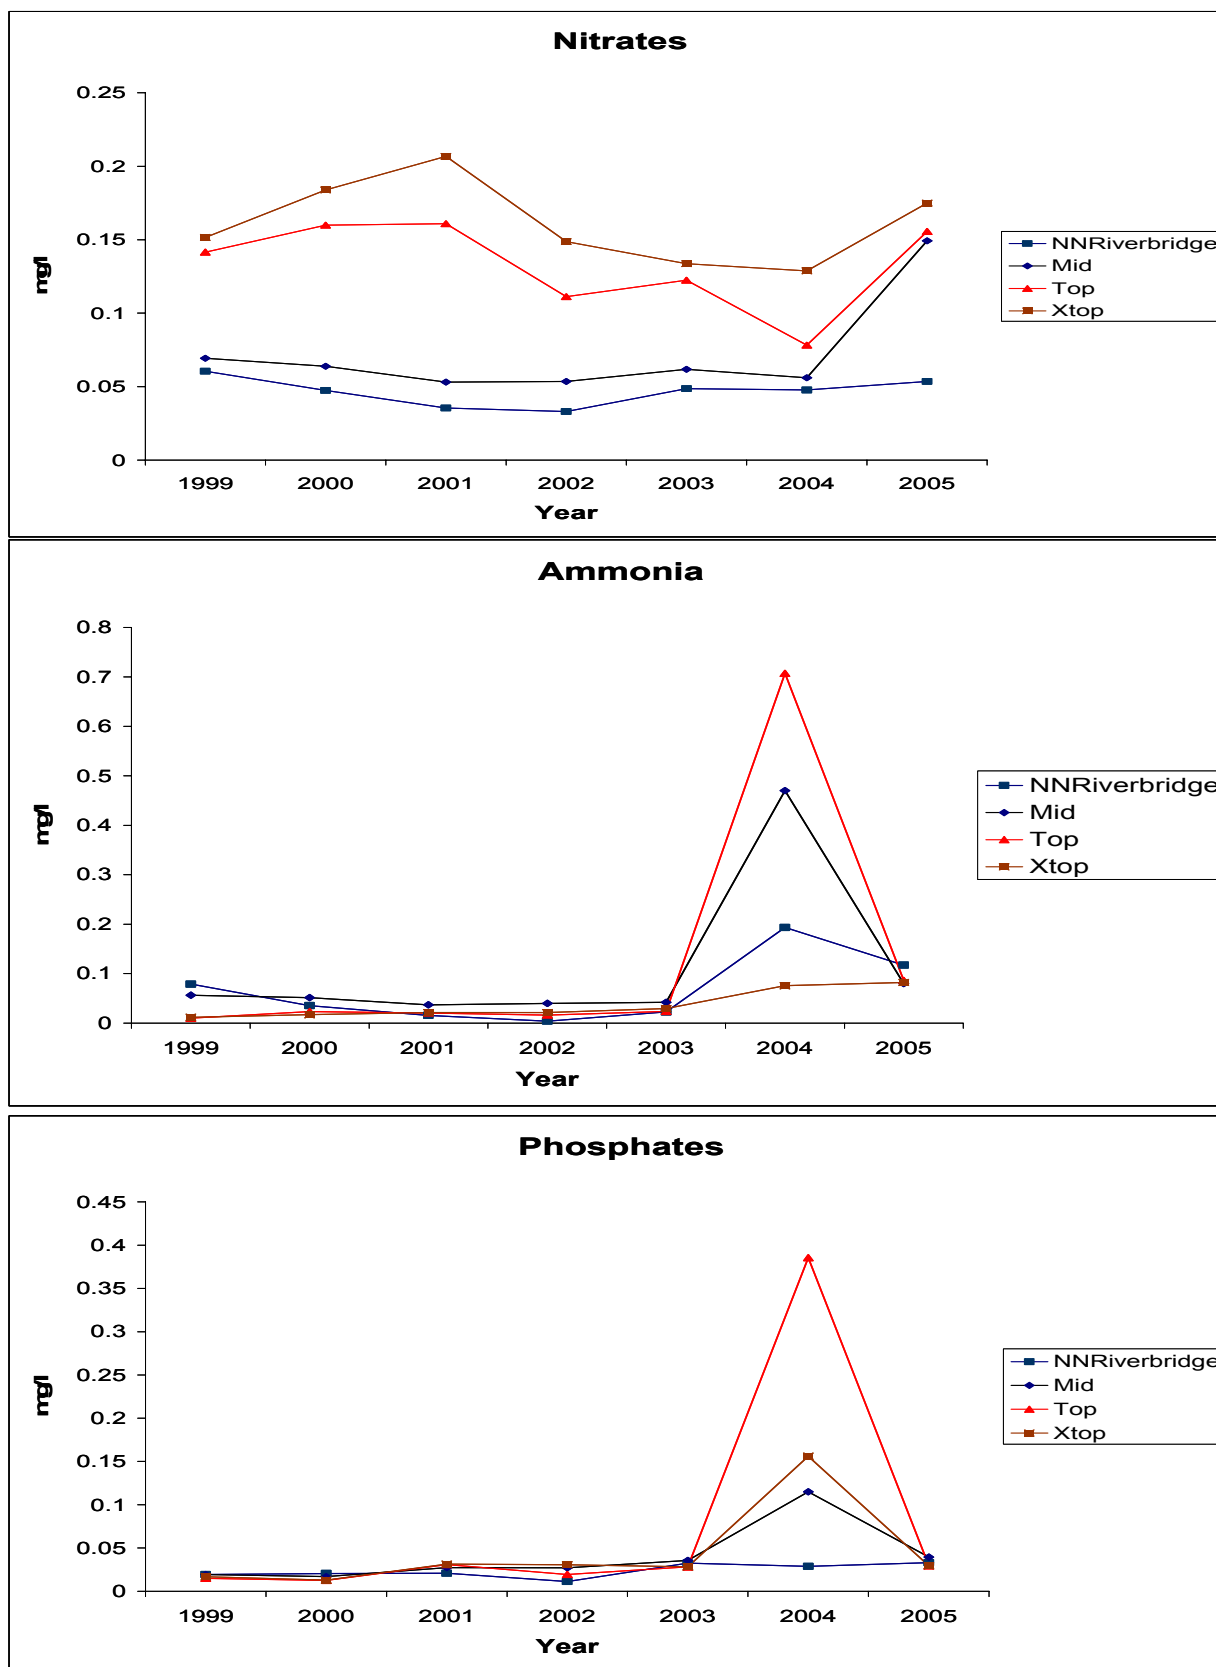 Nitrates
0.25
0.2
0.15
0.1
0.05
0
mg/l
1999 2000 2001 2002 2003 2004 2005
Year
NNRiverbridge
Mid
Top
Xtop
Ammonia
0.8
0.7
0.6
0.5
0.4
0.3
0.2
0.1
0
mg/l
1999 2000 2001 2002 2003 2004 2005
Year
NNRiverbridge
Mid
Top
Xtop
Phosphates
0.45
0.4
0.35
0.3
0.25
0.2
0.15
0.1
0.05
0
mg/l
1999 2000 2001 2002 2003 2004 2005
Year
NNRiverbridge
Mid
Top
Xtop